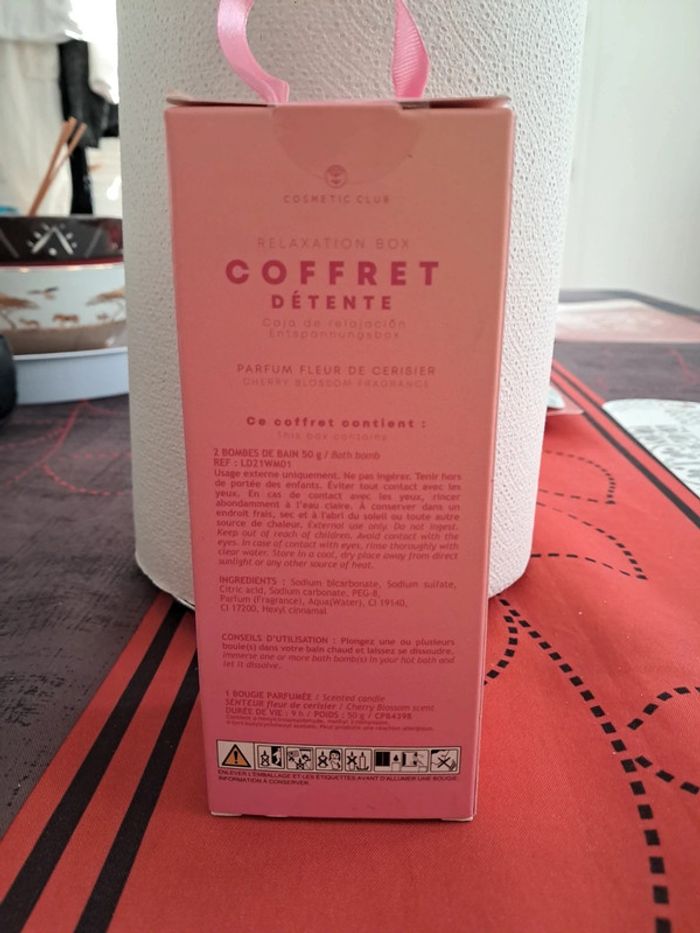 COSMETIC CLUB
RELAXATION BOX
COFFRET
DÉTENTE
Caja de relajación
Entspannungsbox
PARFUM FLEUR DE CERISIER
CHERRY BLOSSOM FRAGRANCE
Ce coffret contient :
This box contains
2 BOMBES DE BAIN 50 g / Bath bomb
REF : LD21WM01
Usage externe uniquement. Ne pas ingérer. Tenir hors
de portée des enfants. Éviter tout contact avec les
yeux. En cas de contact avec les yeux, rincer
abondamment à l'eau claire. À conserver dans un
endroit frais, sec et à l'abri du soleil ou toute autre
source de chaleur. External use only. Do not ingest.
Keep out of reach of children. Avoid contact with the
eyes. In case of contact with eyes, rinse thoroughly with
clear water. Store in a cool, dry place away from direct
sunlight or any other source of heat.
INGREDIENTS : Sodium bicarbonate, Sodium sulfate,
Citric acid, Sodium carbonate, PEG-8,
Parfum (Fragrance), Aqua(Water), CI 19140,
CI 17200, Hexyl cinnamal
CONSEILS D'UTILISATION : Plongez une ou plusieurs
boule(s) dans votre bain chaud et laissez se dissoudre.
Immerse one or more bath bomb(s) in your hot bath and
let it dissolve.
1 BOUGIE PARFUMÉE / Scented candle
SENTEUR fleur de cerisier / Cherry Blossom scent
DURÉE DE VIE : 9 h / POIDS : 50 g / CP84398
Peut produire une réaction allergique.
ENLEVER L'EMBALLAGE ET LES ÉTIQUETTES AVANT D'ALLUMER UNE BOUGIE.
INFORMATION À CONSERVER.